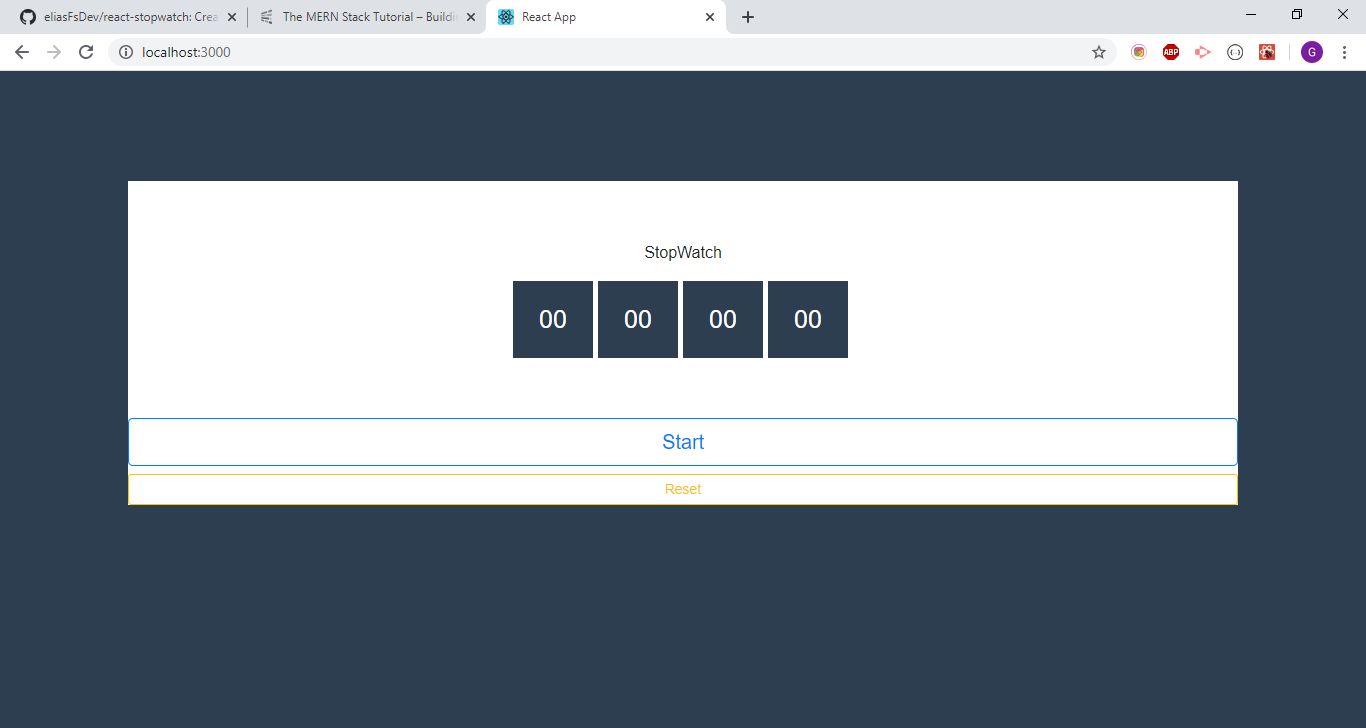 eliasFsDev/react-stopwatch: Crea
The MERN Stack Tutorial – Buildi
React App
localhost:3000
ABP
G
StopWatch
00 00 00 00
Start
Reset